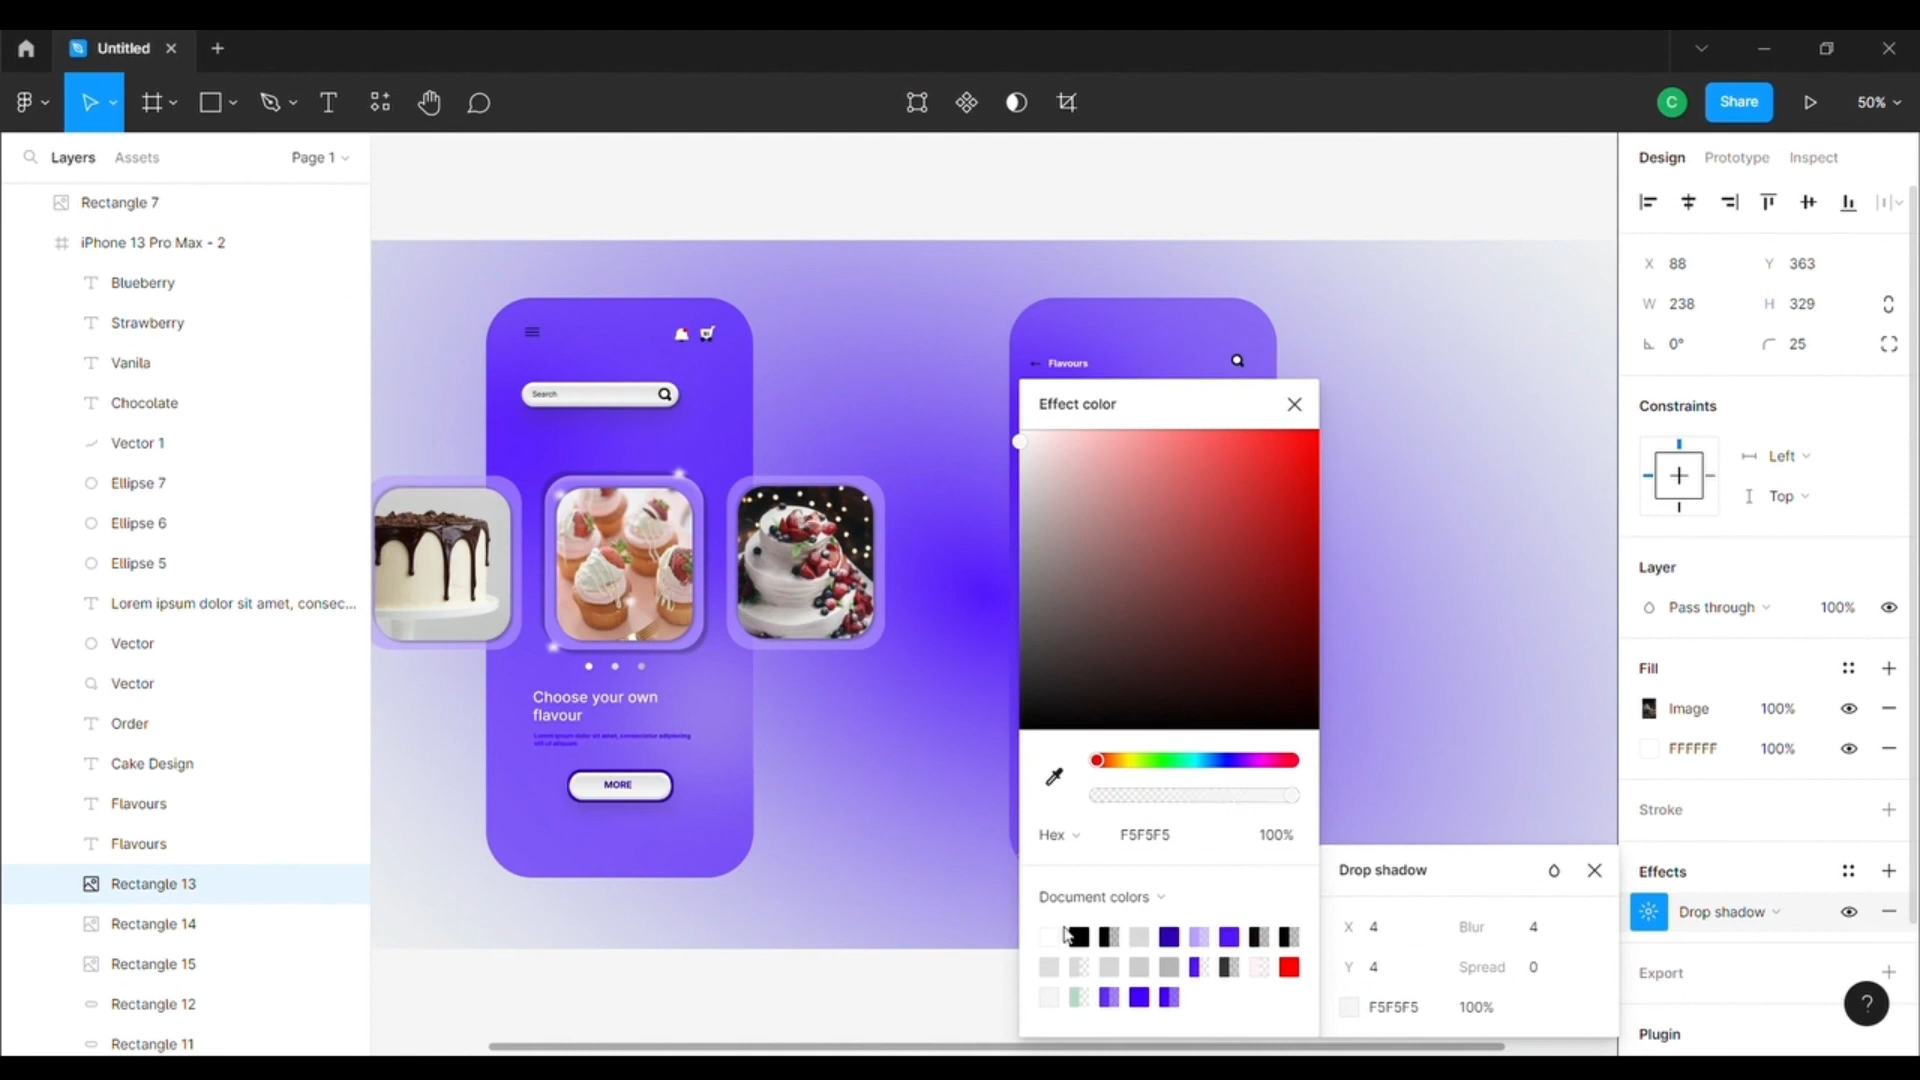 Untitled
Share
50%
C
Layers
Assets
Page 1
Rectangle 7
iPhone 13 Pro Max - 2
Blueberry
Strawberry
Vanila
Chocolate
Vector 1
Ellipse 7
Ellipse 6
Ellipse 5
Lorem ipsum dolor sit amet, consec...
Vector
Vector
Order
Cake Design
Flavours
Flavours
Rectangle 13
Rectangle 14
Rectangle 15
Rectangle 12
Rectangle 11
Search
Choose your own
flavour
Lorem ipsum dolor sit amet, consectetur adipiscing
elit ut aliquam
MORE
← Flavours
Effect color
Hex
F5F5F5
100%
Document colors
Drop shadow
X 4
Blur 4
Y 4
Spread 0
F5F5F5 100%
Design
Prototype
Inspect
X 88
Y 363
W 238
H 329
0°
25
Constraints
Left
Top
Layer
Pass through 100%
Fill
Image 100%
FFFFFF 100%
Stroke
Effects
Drop shadow
Export
Plugin
?